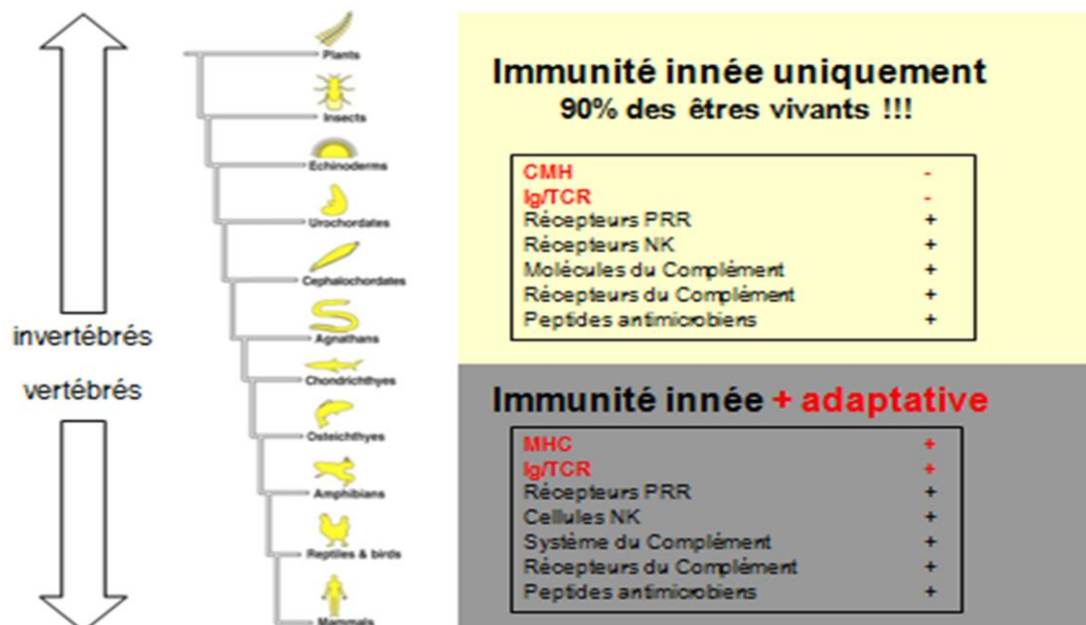 Plants
Insects
Echinoderms
Urochordates
Cephalochordates
Agnathans
Chondrichthyes
Osteichthyes
Amphibians
Reptiles & birds
Mammals
invertébrés
vertébrés
Immunité innée uniquement
90% des êtres vivants !!!
CMH -
Ig/TCR -
Récepteurs PRR +
Récepteurs NK +
Molécules du Complément +
Récepteurs du Complément +
Peptides antimicrobiens +
Immunité innée + adaptative
MHC +
Ig/TCR +
Récepteurs PRR +
Cellules NK +
Système du Complément +
Récepteurs du Complément +
Peptides antimicrobiens +